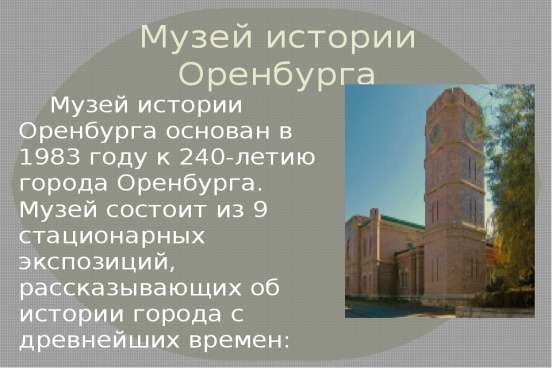 Музей истории
Оренбурга
Музей истории
Оренбурга основан в
1983 году к 240-летию
города Оренбурга.
Музей состоит из 9
стационарных
экспозиций,
рассказывающих об
истории города с
древнейших времен: